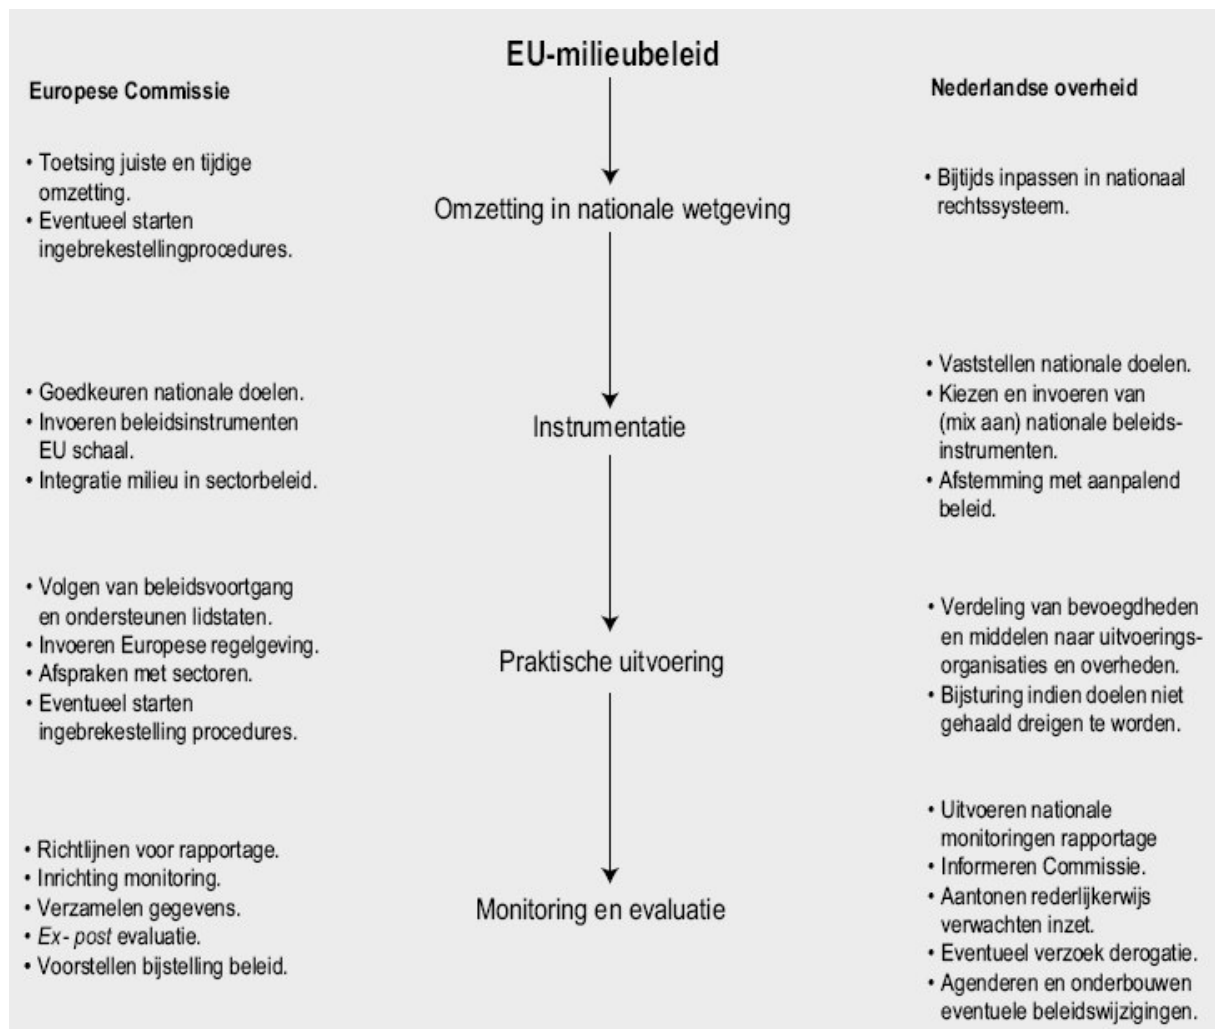 EU-milieubeleid
Europese Commissie
Nederlandse overheid
• Toetsing juiste en tijdige
omzetting.
• Eventueel starten
ingebrekestellingprocedures.
Omzetting in nationale wetgeving
• Bijtijds inpassen in nationaal
rechtssysteem.
• Goedkeuren nationale doelen.
• Invoeren beleidsinstrumenten
EU schaal.
• Integratie milieu in sectorbeleid.
Instrumentatie
• Vaststellen nationale doelen.
• Kiezen en invoeren van
(mix aan) nationale beleids-
instrumenten.
• Afstemming met aanpalend
beleid.
• Volgen van beleidsvoortgang
en ondersteunen lidstaten.
• Invoeren Europese regelgeving.
• Afspraken met sectoren.
• Eventueel starten
ingebrekestelling procedures.
Praktische uitvoering
• Verdeling van bevoegdheden
en middelen naar uitvoerings-
organisaties en overheden.
• Bijsturing indien doelen niet
gehaald dreigen te worden.
• Richtlijnen voor rapportage.
• Inrichting monitoring.
• Verzamelen gegevens.
• Ex- post evaluatie.
• Voorstellen bijstelling beleid.
Monitoring en evaluatie
• Uitvoeren nationale
monitoringen rapportage
• Informeren Commissie.
• Aantonen rederlijkerwijs
verwachten inzet.
• Eventueel verzoek derogatie.
• Agenderen en onderbouwen
eventuele beleidswijzigingen.